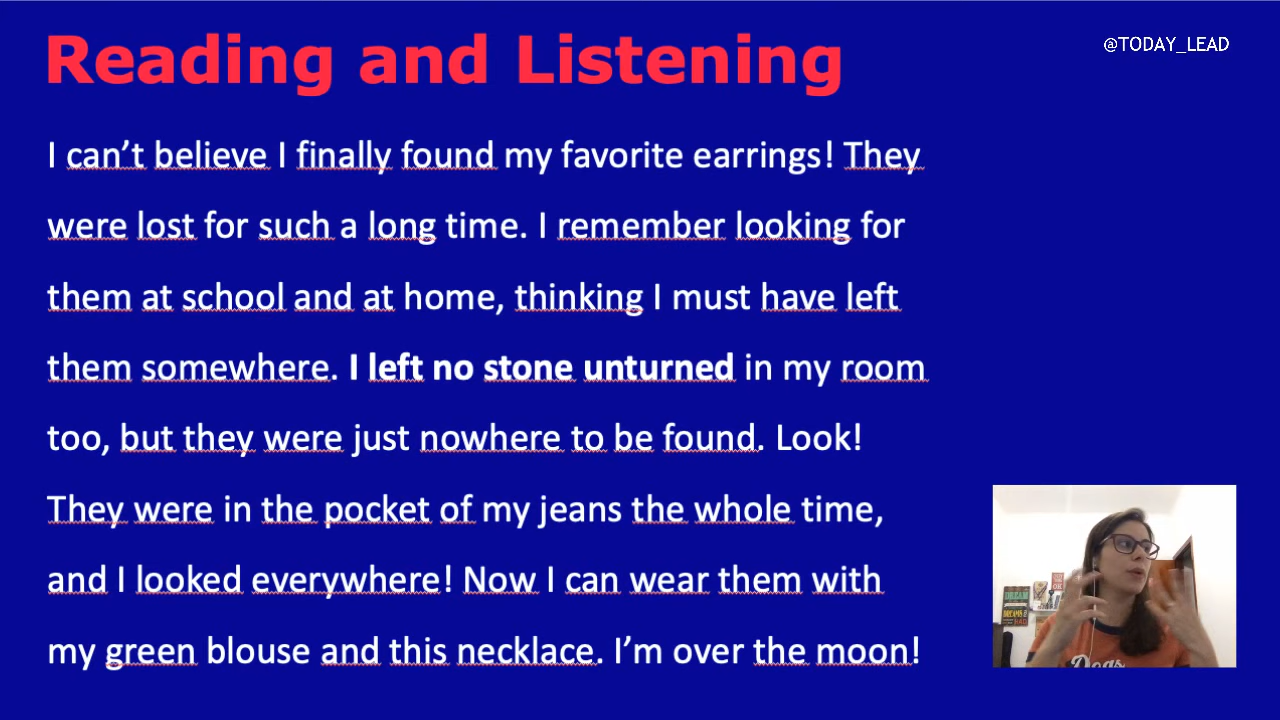 Reading and Listening
@TODAY_LEAD
I can’t believe I finally found my favorite earrings! They
were lost for such a long time. I remember looking for
them at school and at home, thinking I must have left
them somewhere. I left no stone unturned in my room
too, but they were just nowhere to be found. Look!
They were in the pocket of my jeans the whole time,
and I looked everywhere! Now I can wear them with
my green blouse and this necklace. I’m over the moon!
DREAM
Dogs